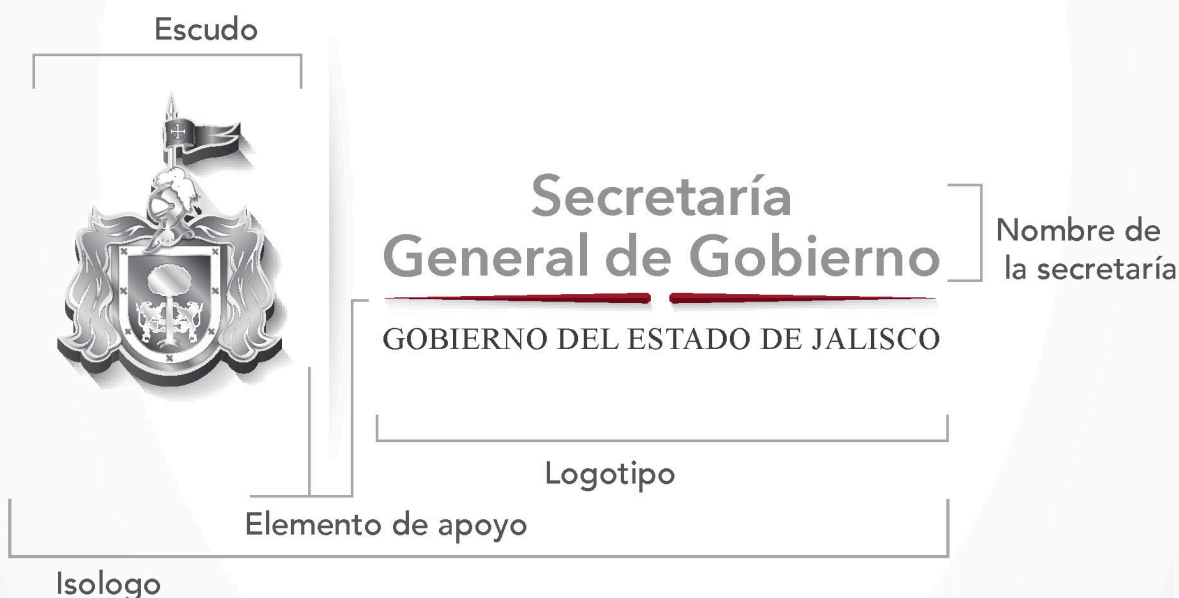 Escudo
Secretaría
General de Gobierno
Nombre de
la secretaría
GOBIERNO DEL ESTADO DE JALISCO
Logotipo
Elemento de apoyo
Isologo